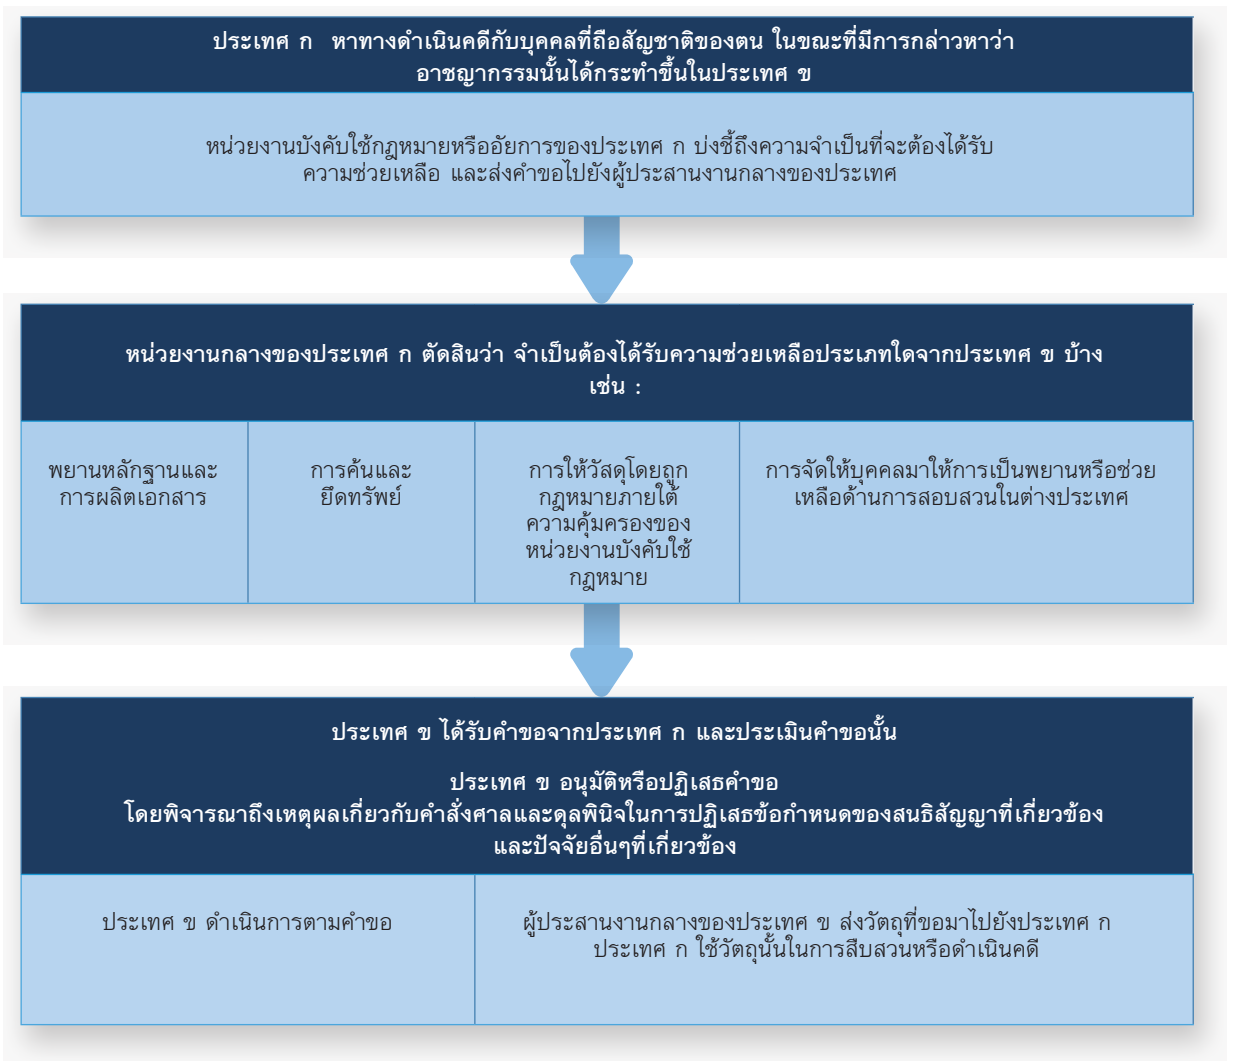 ประเทศ ก หาทางดำเนินคดีกับบุคคลที่ถือสัญชาติของตน ในขณะที่มีการกล่าวหาว่า
อาชญากรรมนั้นได้กระทำขึ้นในประเทศ ข
หน่วยงานบังคับใช้กฎหมายหรืออัยการของประเทศ ก บ่งชี้ถึงความจำเป็นที่จะต้องได้รับ
ความช่วยเหลือ และส่งคำขอไปยังผู้ประสานงานกลางของประเทศ
หน่วยงานกลางของประเทศ ก ตัดสินว่า จำเป็นต้องได้รับความช่วยเหลือประเภทใดจากประเทศ ข บ้าง
เช่น :
พยานหลักฐานและ
การผลิตเอกสาร
การค้นและ
ยึดทรัพย์
การให้วัสดุโดยถูก
กฎหมายภายใต้
ความคุ้มครองของ
หน่วยงานบังคับใช้
กฎหมาย
การจัดให้บุคคลมาให้การเป็นพยานหรือช่วย
เหลือด้านการสอบสวนในต่างประเทศ
ประเทศ ข ได้รับคำขอจากประเทศ ก และประเมินคำขอนั้น
ประเทศ ข อนุมัติหรือปฏิเสธคำขอ
โดยพิจารณาถึงเหตุผลเกี่ยวกับคำสั่งศาลและดุลพินิจในการปฏิเสธข้อกำหนดของสนธิสัญญาที่เกี่ยวข้อง
และปัจจัยอื่นๆที่เกี่ยวข้อง
ประเทศ ข ดำเนินการตามคำขอ
ผู้ประสานงานกลางของประเทศ ข ส่งวัตถุที่ขอมาไปยังประเทศ ก
ประเทศ ก ใช้วัตถุนั้นในการสืบสวนหรือดำเนินคดี